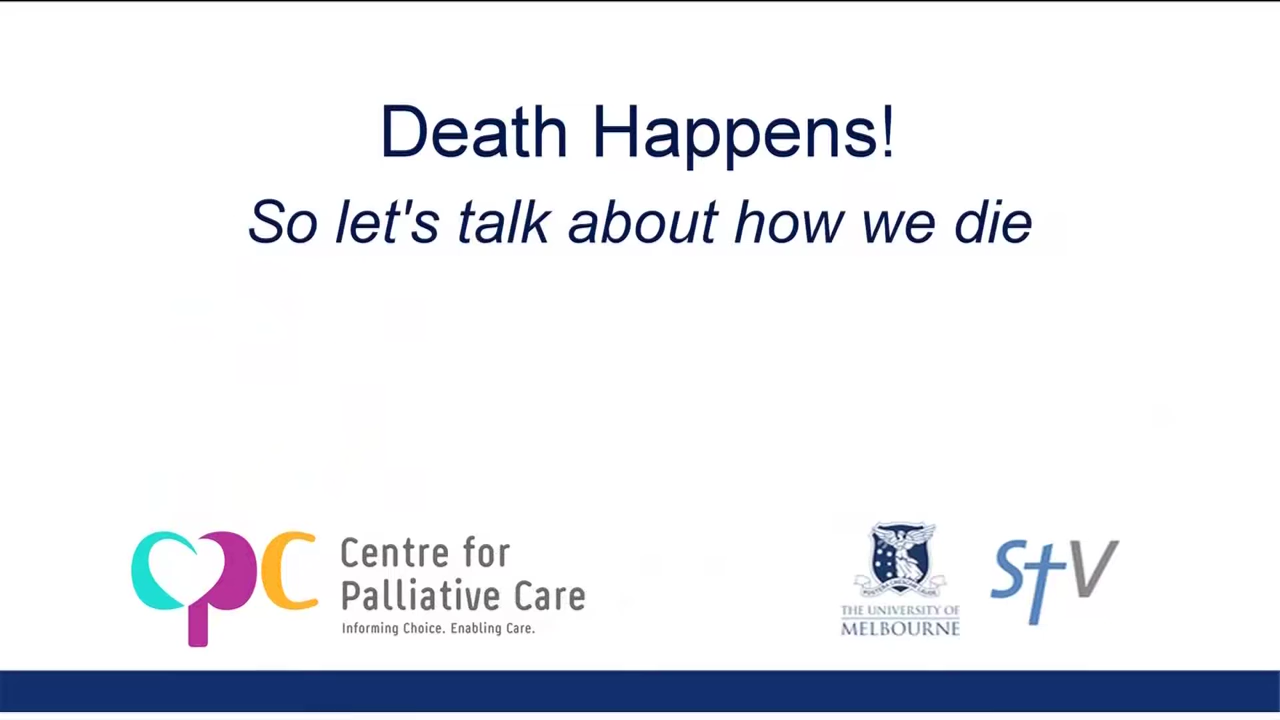 Death Happens!
So let's talk about how we die
CPC
Centre for
Palliative Care
Informing Choice. Enabling Care.
THE UNIVERSITY OF
MELBOURNE
StV